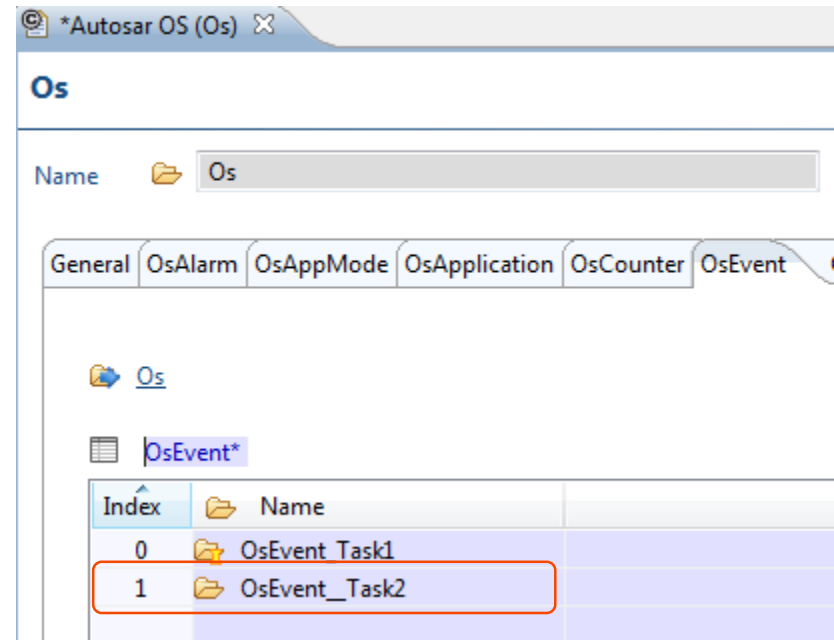 *Autosar OS (Os)
Os
Name Os
General OsAlarm OsAppMode OsApplication OsCounter OsEvent
Os
OsEvent*
Index Name
0 OsEvent_Task1
1 OsEvent__Task2